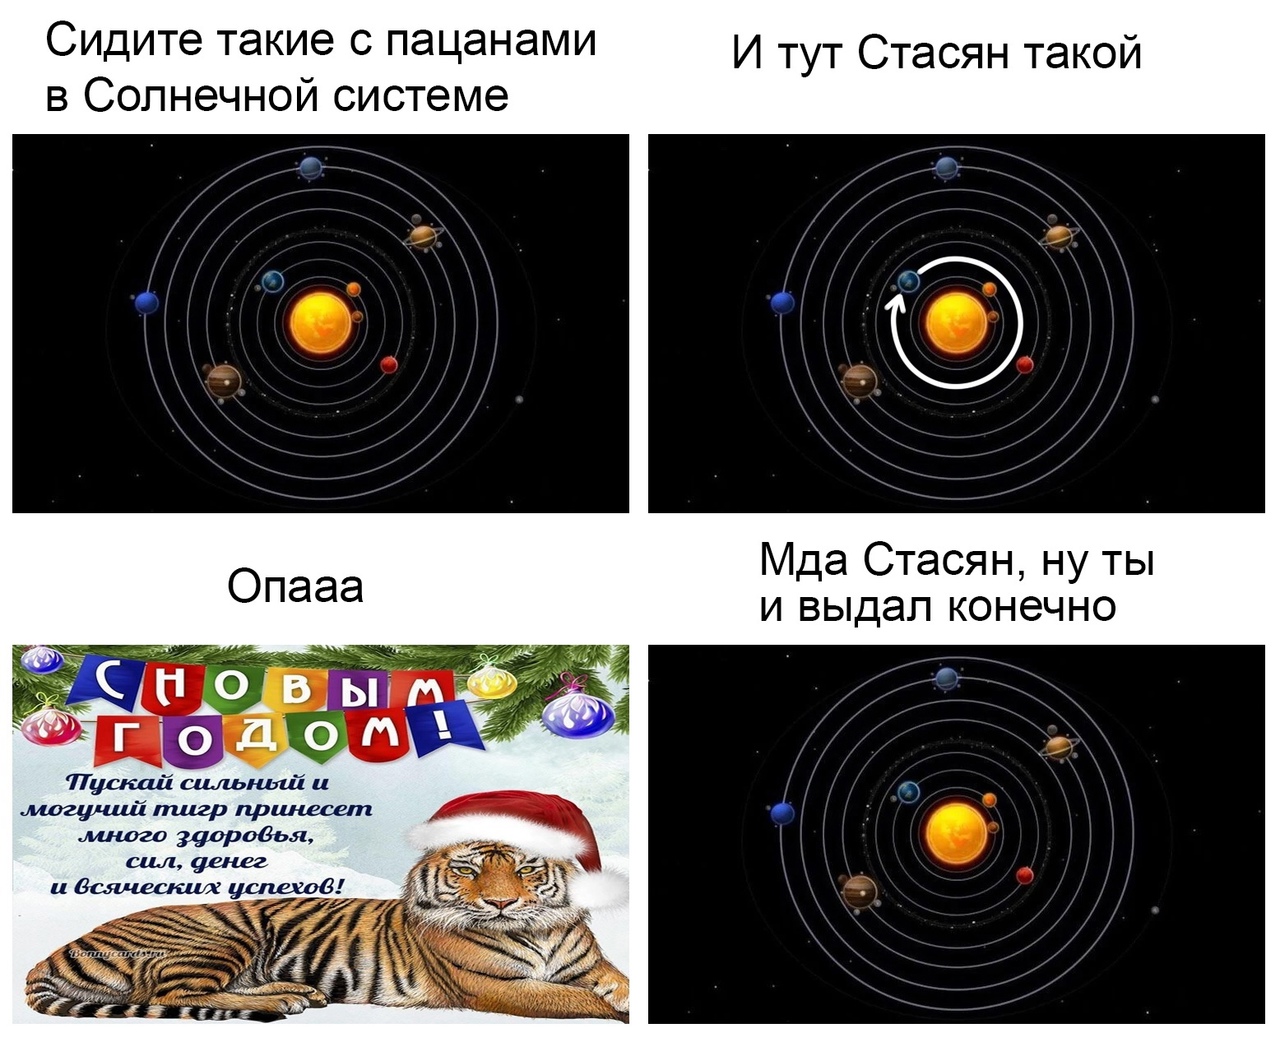 Сидите такие с пацанами
в Солнечной системе
И тут Стасян такой
Опааа
С НОВЫМ
ГОДОМ!
Пускай сильный и
могучий тигр принесет
много здоровья,
сил, денег
и всяческих успехов!
Bonnycards.ru
Мда Стасян, ну ты
и выдал конечно